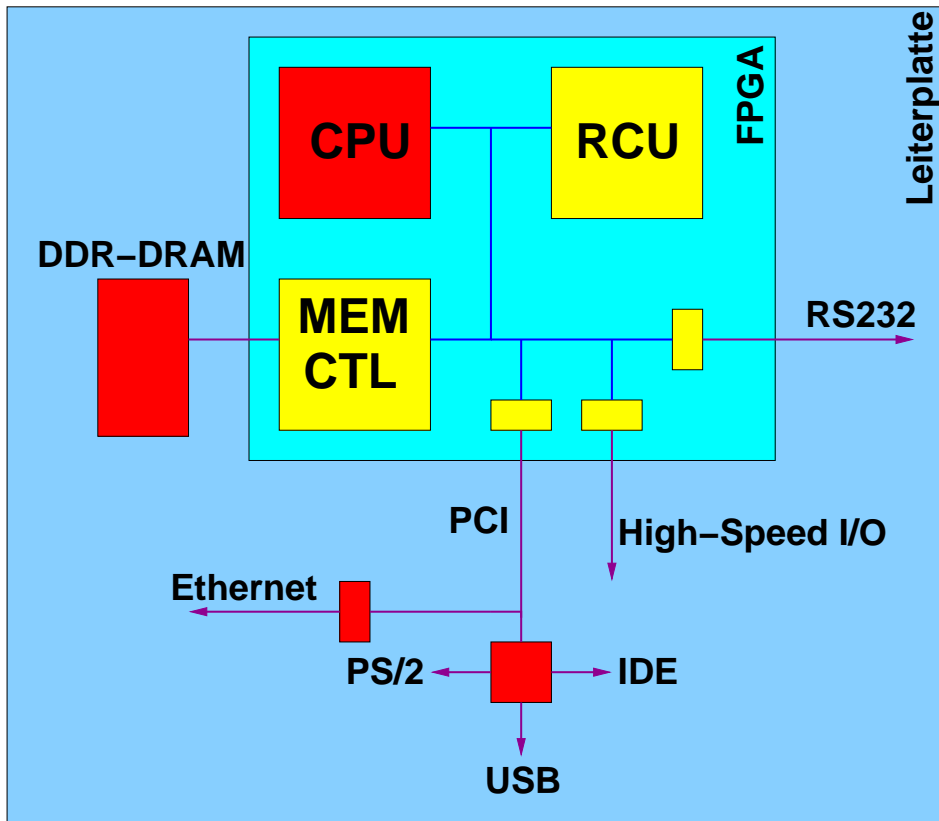 Leiterplatte
FPGA
CPU
RCU
DDR−DRAM
MEM
CTL
RS232
PCI
High−Speed I/O
Ethernet
PS/2
IDE
USB